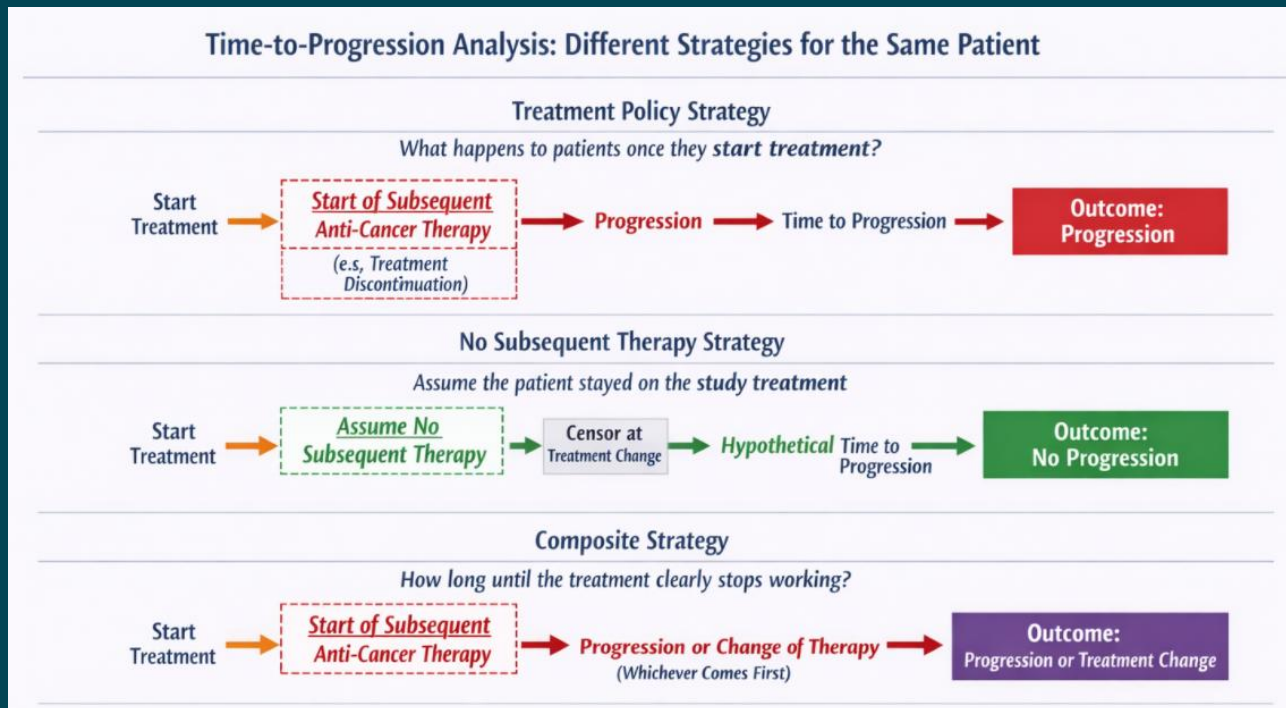 Time-to-Progression Analysis: Different Strategies for the Same Patient
Treatment Policy Strategy
What happens to patients once they start treatment?
Start
Treatment
Start of Subsequent
Anti-Cancer Therapy
(e.s, Treatment
Discontinuation)
Progression
Time to Progression
Outcome:
Progression
No Subsequent Therapy Strategy
Assume the patient stayed on the study treatment
Start
Treatment
Assume No
Subsequent Therapy
Censor at
Treatment Change
Hypothetical Time to
Progression
Outcome:
No Progression
Composite Strategy
How long until the treatment clearly stops working?
Start
Treatment
Start of Subsequent
Anti-Cancer Therapy
Progression or Change of Therapy
(Whichever Comes First)
Outcome:
Progression or Treatment Change